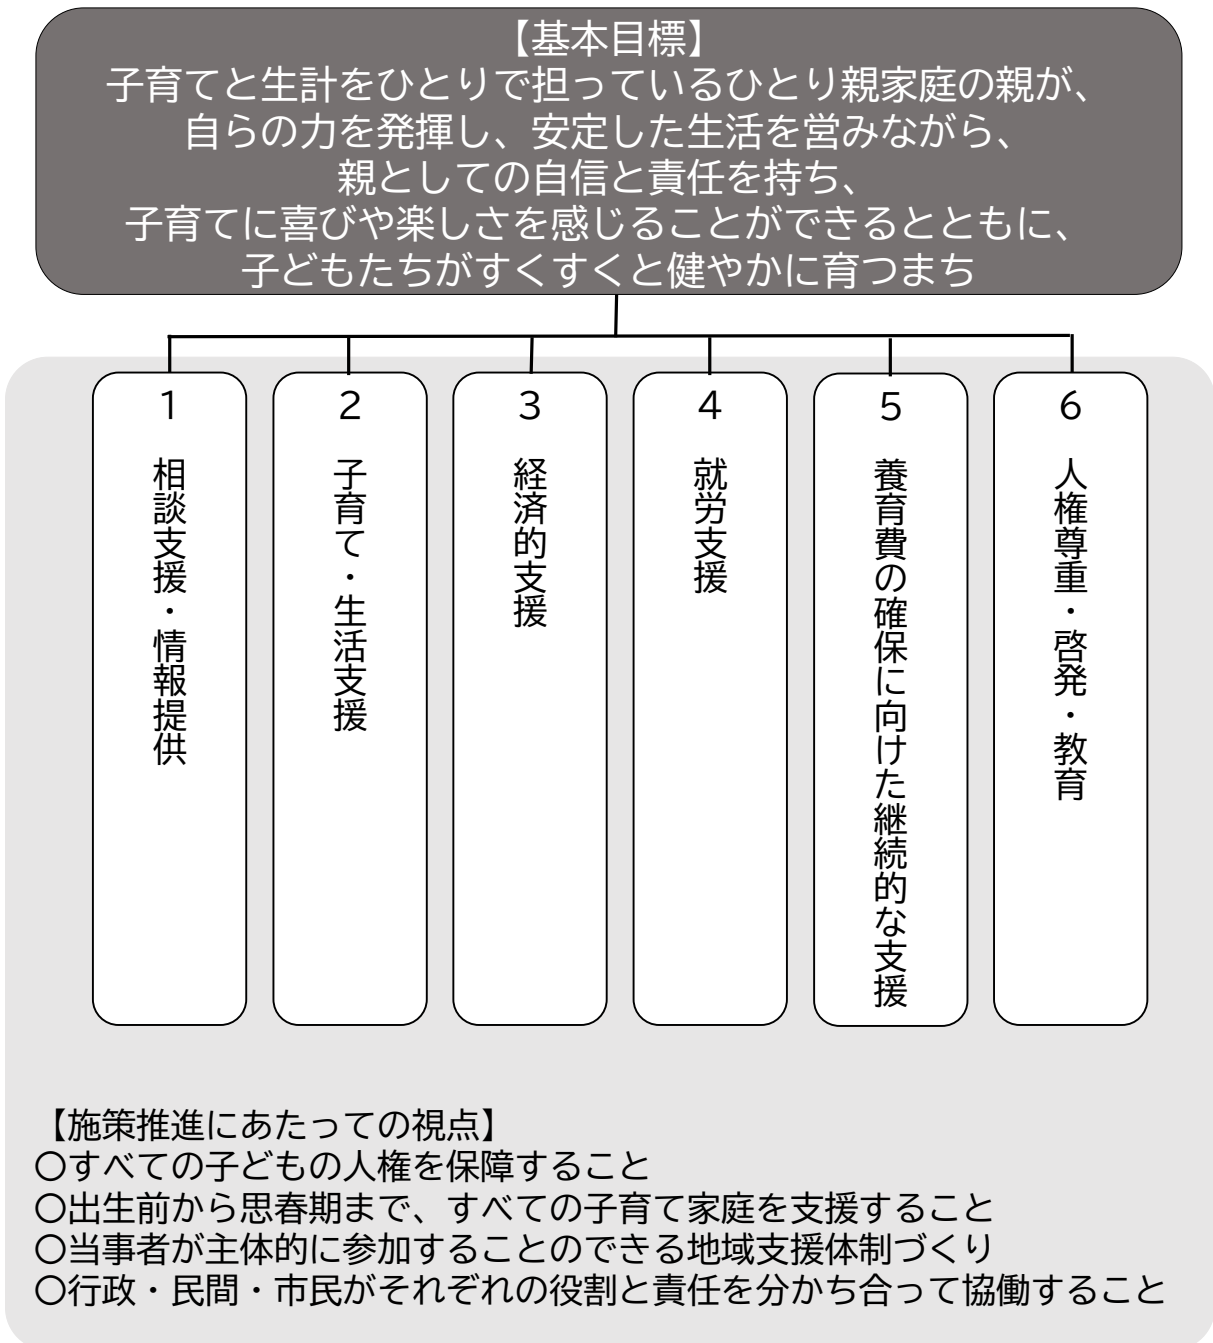 【基本目標】
子育てと生計をひとりで担っているひとり親家庭の親が、
自らの力を発揮し、安定した生活を営みながら、
親としての自信と責任を持ち、
子育てに喜びや楽しさを感じることができるとともに、
子どもたちがすくすくと健やかに育つまち
1 相談支援・情報提供
2 子育て・生活支援
3 経済的支援
4 就労支援
5 養育費の確保に向けた継続的な支援
6 人権尊重・啓発・教育
【施策推進にあたっての視点】
〇すべての子どもの人権を保障すること
〇出生前から思春期まで、すべての子育て家庭を支援すること
〇当事者が主体的に参加することのできる地域支援体制づくり
〇行政・民間・市民がそれぞれの役割と責任を分かち合って協働すること